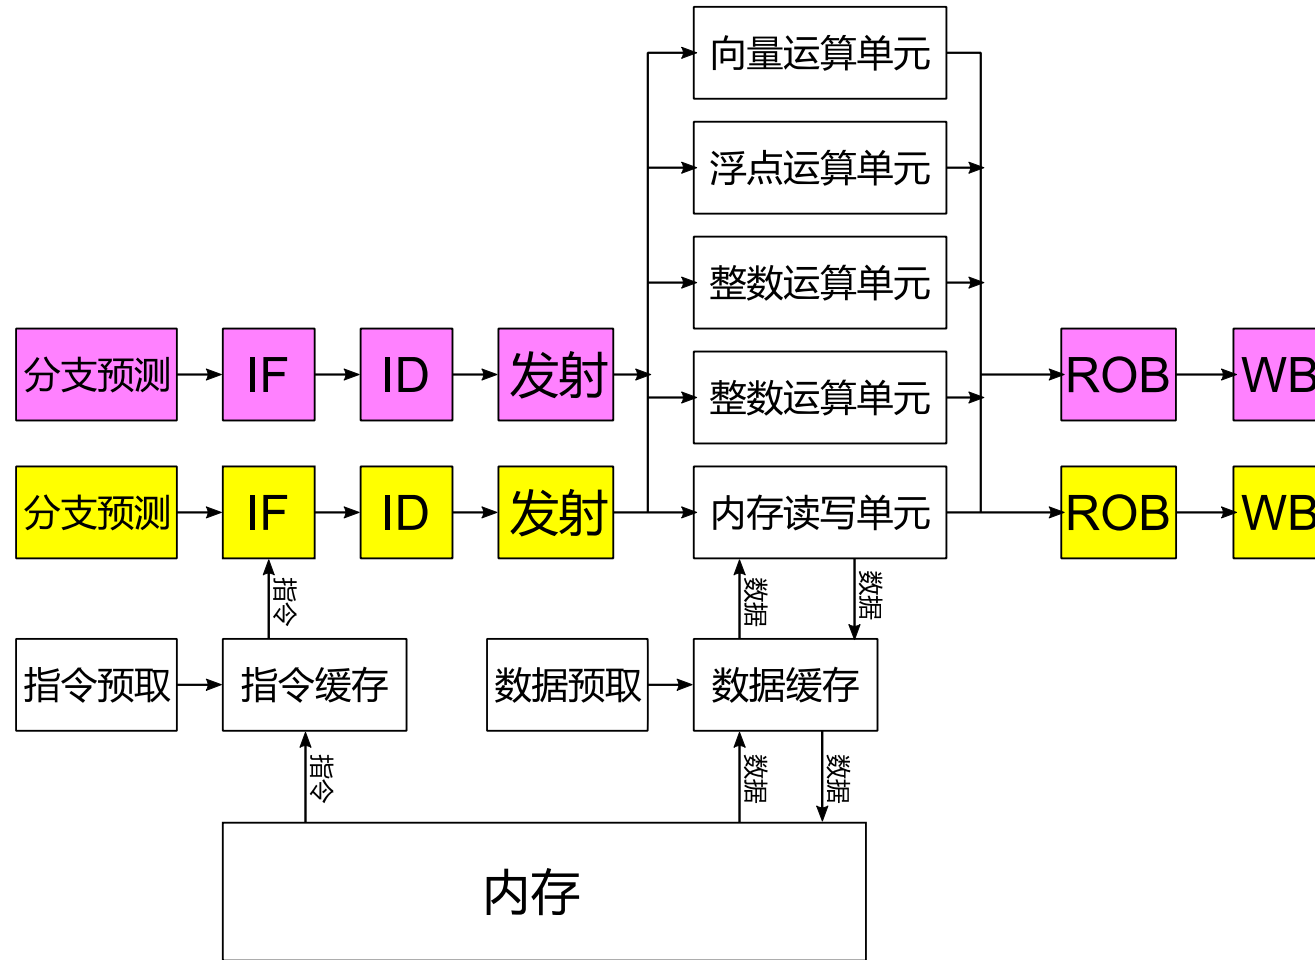 向量运算单元
浮点运算单元
整数运算单元
分支预测
IF
ID
发射
整数运算单元
ROB
WB
分支预测
IF
ID
发射
内存读写单元
ROB
WB
指令
数据
数据
指令预取
指令缓存
数据预取
数据缓存
指令
数据
数据
内存